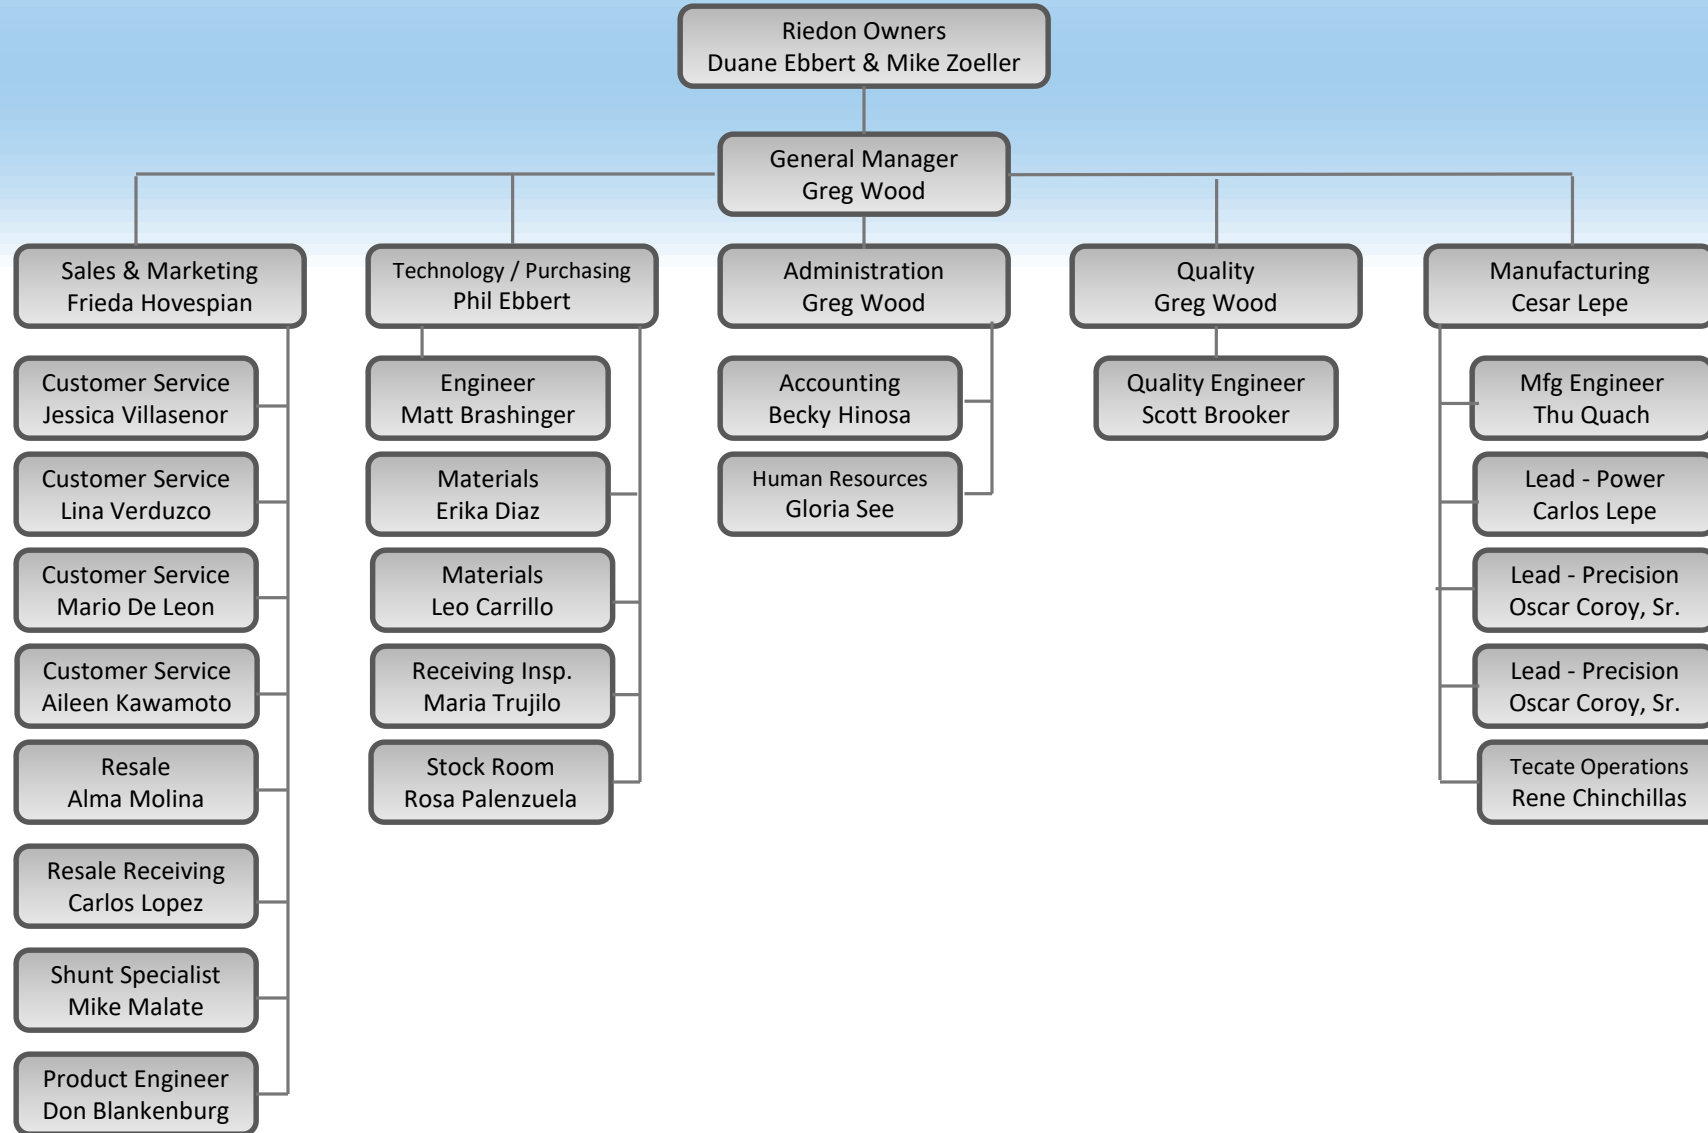 Riedon Owners
Duane Ebbert & Mike Zoeller
General Manager
Greg Wood
Sales & Marketing
Frieda Hovespian
Technology / Purchasing
Phil Ebbert
Administration
Greg Wood
Quality
Greg Wood
Manufacturing
Cesar Lepe
Customer Service
Jessica Villasenor
Customer Service
Lina Verduzco
Customer Service
Mario De Leon
Customer Service
Aileen Kawamoto
Resale
Alma Molina
Resale Receiving
Carlos Lopez
Shunt Specialist
Mike Malate
Product Engineer
Don Blankenburg
Engineer
Matt Brashinger
Materials
Erika Diaz
Materials
Leo Carrillo
Receiving Insp.
Maria Trujilo
Stock Room
Rosa Palenzuela
Accounting
Becky Hinosa
Human Resources
Gloria See
Quality Engineer
Scott Brooker
Mfg Engineer
Thu Quach
Lead - Power
Carlos Lepe
Lead - Precision
Oscar Coroy, Sr.
Lead - Precision
Oscar Coroy, Sr.
Tecate Operations
Rene Chinchillas